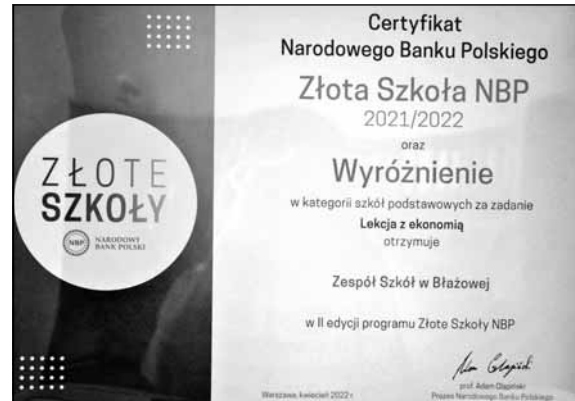 ZŁOTE
SZKOŁY
NBP
NARODOWY
BANK POLSKI
Certyfikat
Narodowego Banku Polskiego
Złota Szkoła NBP
2021/2022
oraz
Wyróżnienie
w kategorii szkół podstawowych za zadanie
Lekcja z ekonomią
otrzymuje
Zespół Szkół w Błażowej
w II edycji programu Złote Szkoły NBP
Adam Glapiński
prof. Adam Glapiński
Warszawa, kwiecień 2022 r.
Prezes Narodowego Banku Polskiego